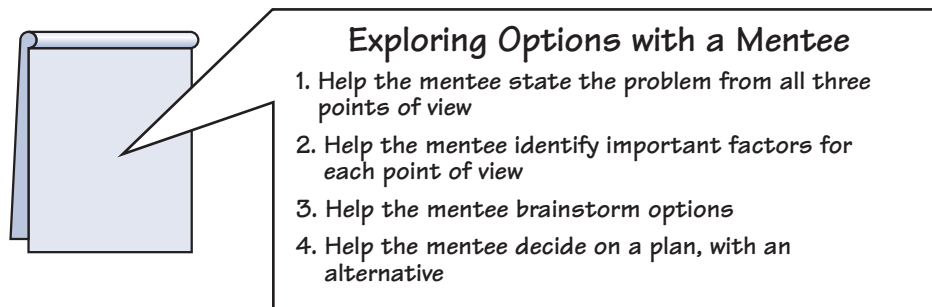 Exploring Options with a Mentee
1. Help the mentee state the problem from all three
points of view
2. Help the mentee identify important factors for
each point of view
3. Help the mentee brainstorm options
4. Help the mentee decide on a plan, with an
alternative